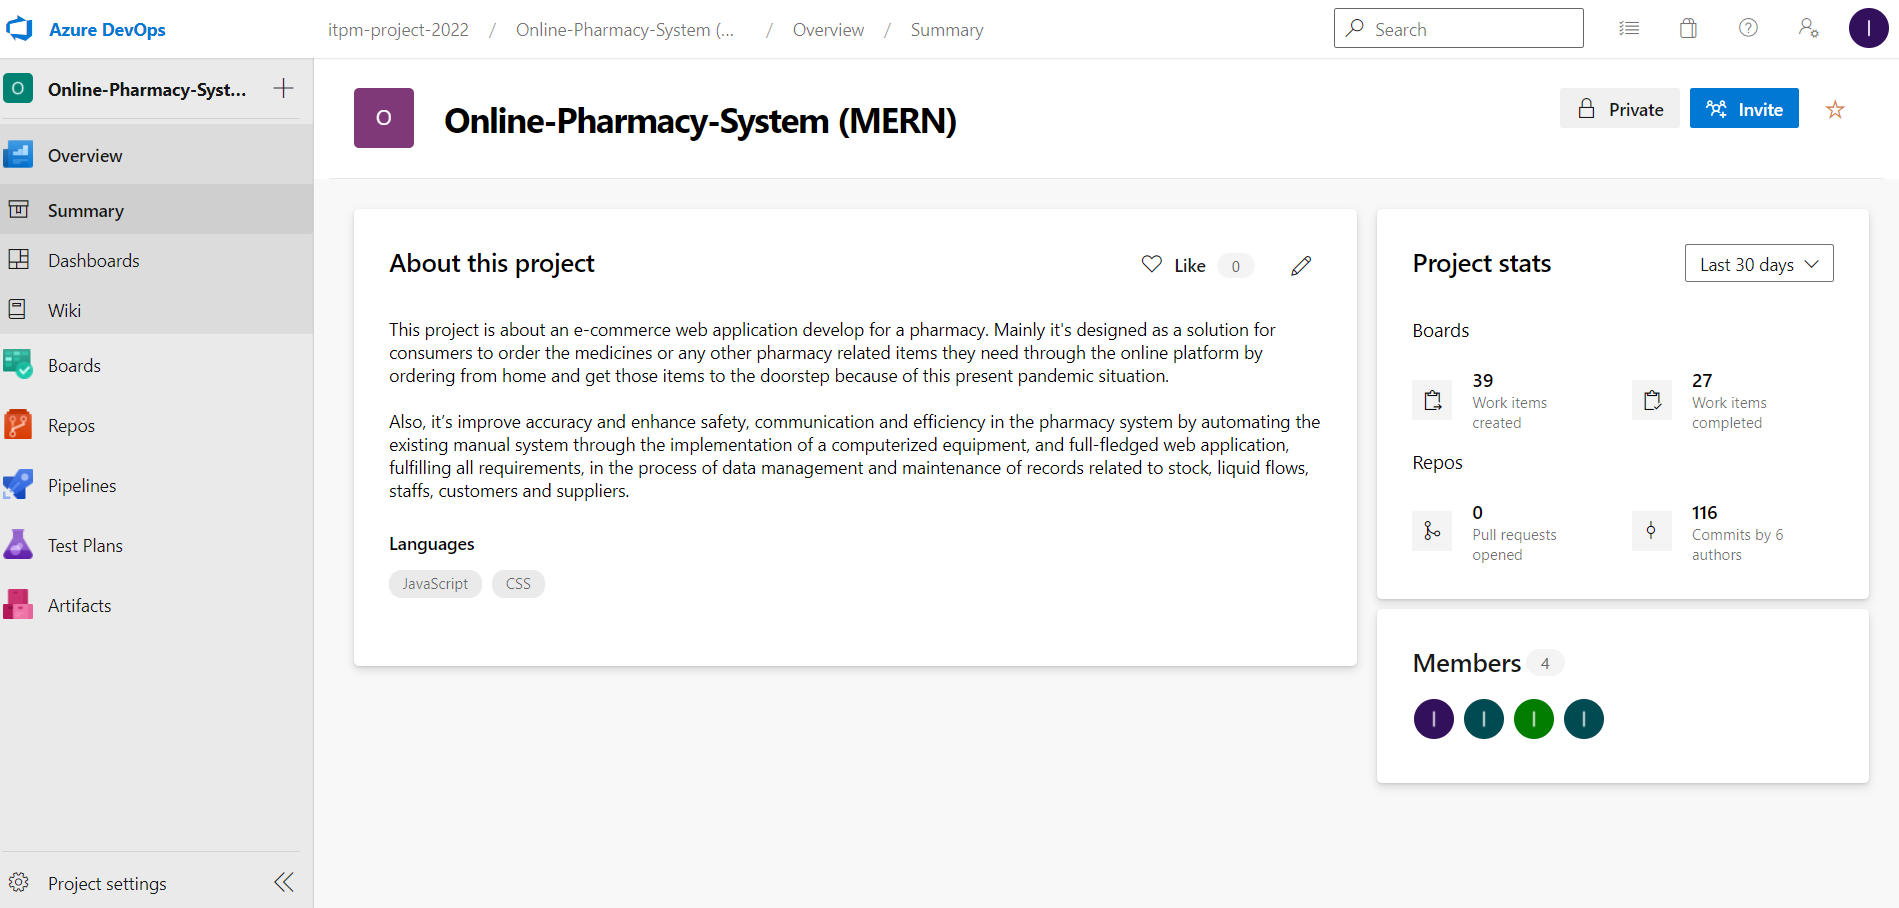 Azure DevOps
itpm-project-2022 / Online-Pharmacy-System (... / Overview / Summary
Search
I
O Online-Pharmacy-Syst...
Overview
Summary
Dashboards
Wiki
Boards
Repos
Pipelines
Test Plans
Artifacts
Project settings
O Online-Pharmacy-System (MERN)
Private
Invite
About this project
Like 0
This project is about an e-commerce web application develop for a pharmacy. Mainly it's designed as a solution for
consumers to order the medicines or any other pharmacy related items they need through the online platform by
ordering from home and get those items to the doorstep because of this present pandemic situation.
Also, it’s improve accuracy and enhance safety, communication and efficiency in the pharmacy system by automating the
existing manual system through the implementation of a computerized equipment, and full-fledged web application,
fulfilling all requirements, in the process of data management and maintenance of records related to stock, liquid flows,
staffs, customers and suppliers.
Languages
JavaScript CSS
Project stats
Last 30 days
Boards
39
Work items
created
27
Work items
completed
Repos
0
Pull requests
opened
116
Commits by 6
authors
Members 4
I I I I